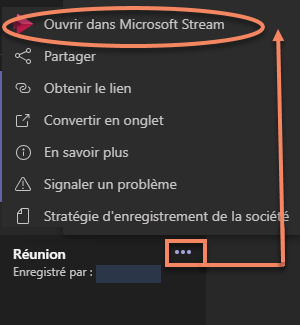 Ouvrir dans Microsoft Stream
Partager
Obtenir le lien
Convertir en onglet
En savoir plus
Signaler un problème
Stratégie d'enregistrement de la société
Réunion
Enregistré par :